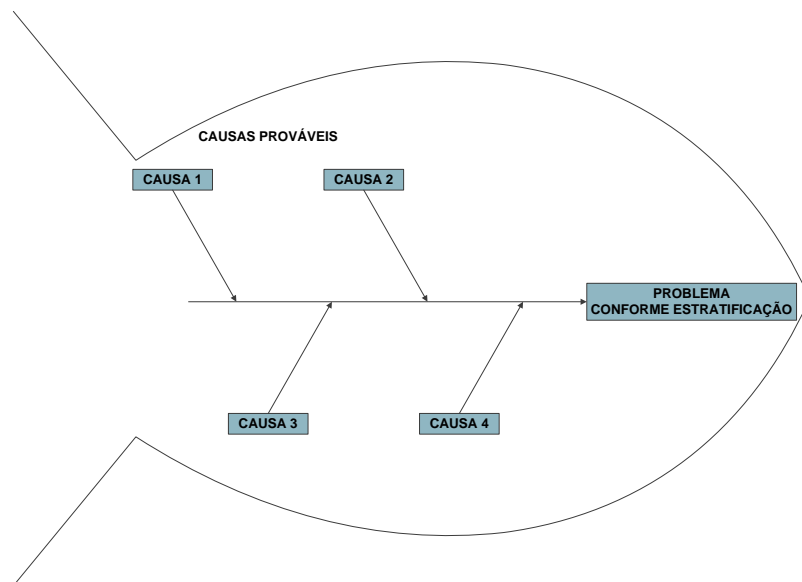 CAUSAS PROVÁVEIS
CAUSA 1
CAUSA 2
PROBLEMA
CONFORME ESTRATIFICAÇÃO
CAUSA 3
CAUSA 4